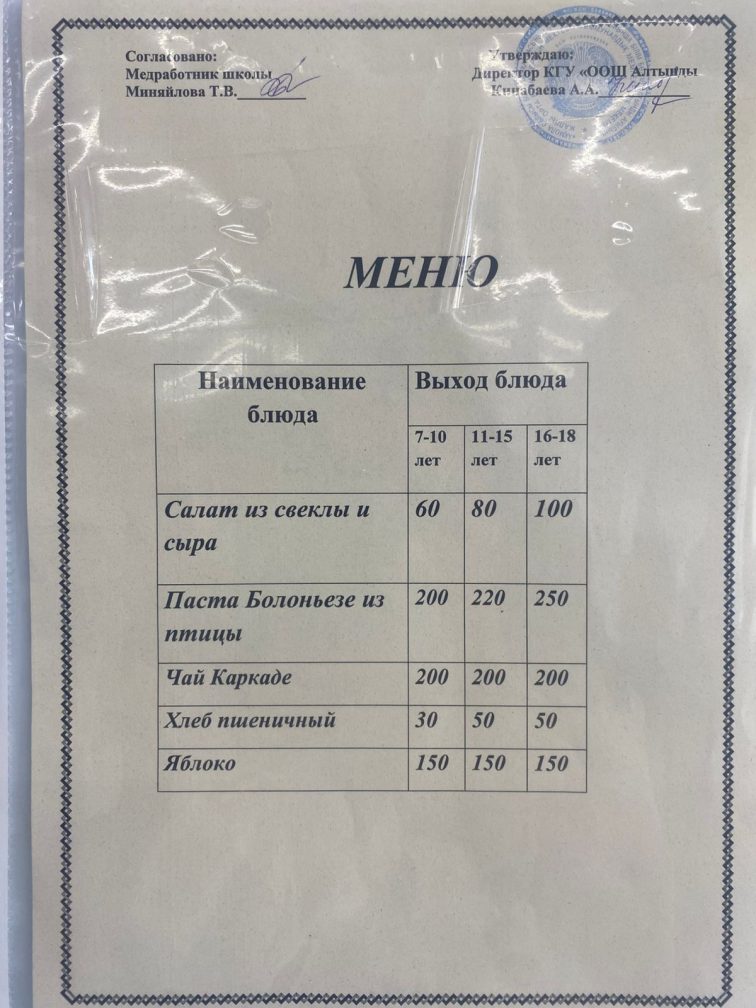 Согласовано:
Медработник школы
Миняйлова Т.В.
Утверждаю:
Директор КГУ «ООШ Алтынды
Кинабаева А.А.
МЕНЮ
Наименование блюда
Выход блюда
7-10 лет
11-15 лет
16-18 лет
Салат из свеклы и сыра
60
80
100
Паста Болоньезе из птицы
200
220
250
Чай Каркаде
200
200
200
Хлеб пшеничный
30
50
50
Яблоко
150
150
150